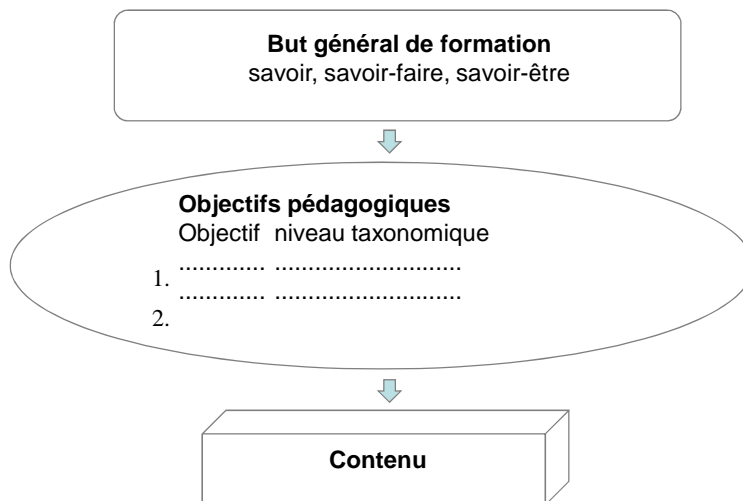 But général de formation
savoir, savoir-faire, savoir-être
Objectifs pédagogiques
Objectif niveau taxonomique
1. ............. ............................
2. ............. ............................
Contenu